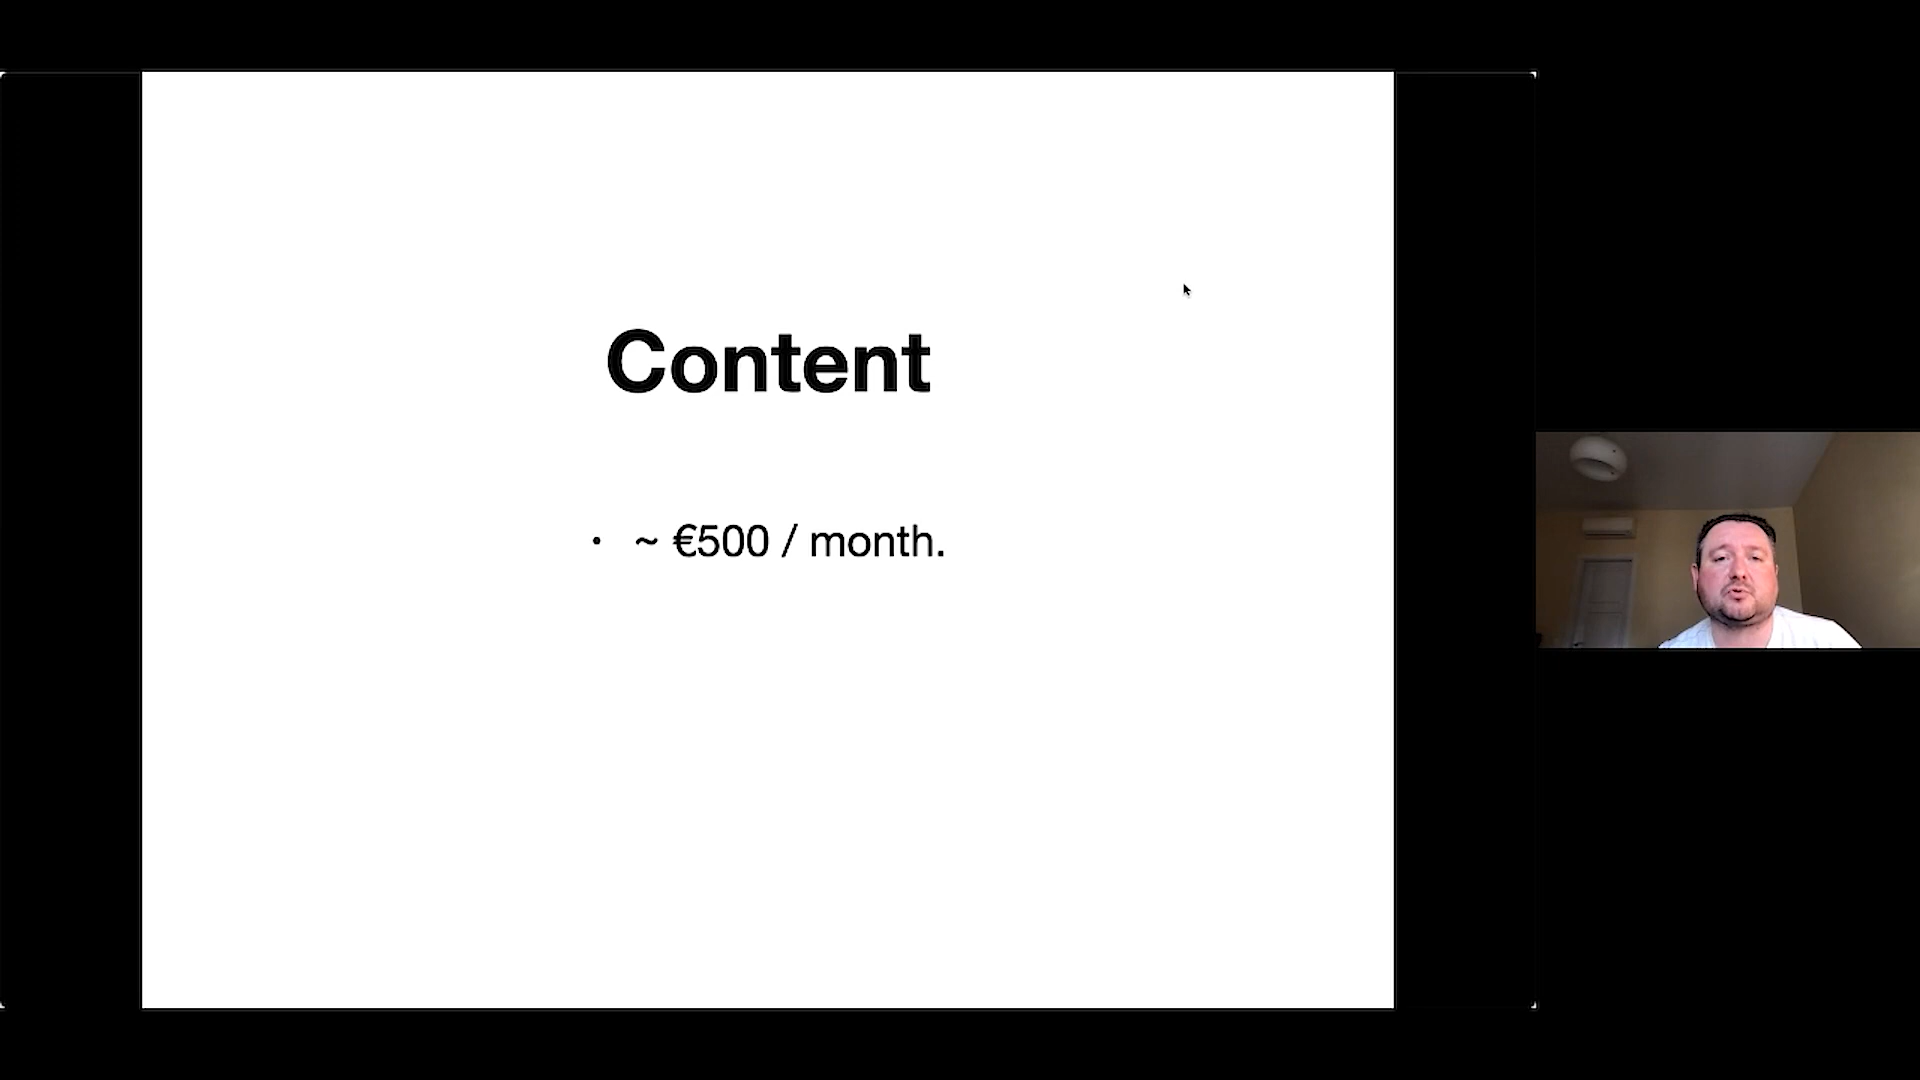 Content
• ~ €500 / month.